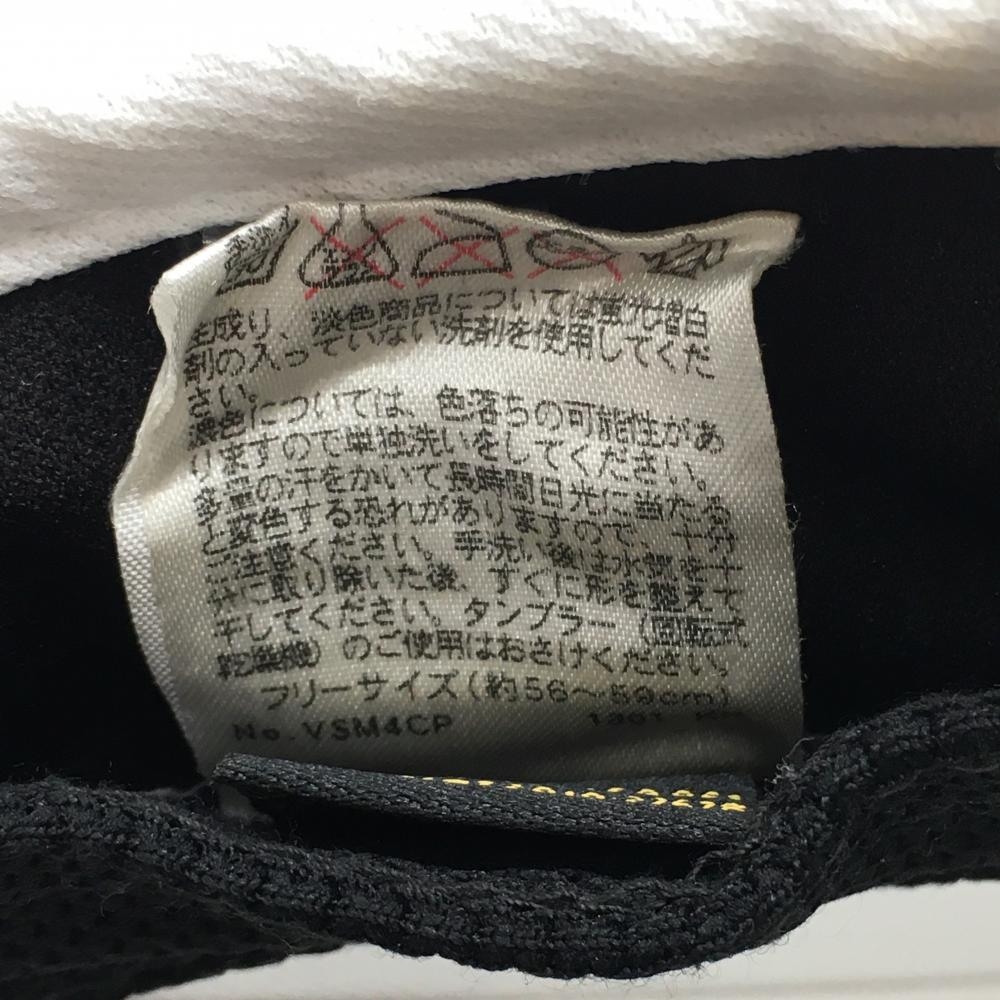 生成り、淡色商品については蛍光増白
剤の入っていない洗剤を使用してくだ
さい。
濃色については、色落ちの可能性があ
りますので単独洗いをしてください。
多量の汗をかいて長時間日光に当たる
と変色する恐れがありますので、十分
ご注意ください。手洗い後は水気を十
分に取り除いた後、すぐに形を整えて
干してください。タンブラー(回転式
乾燥機)のご使用はおさけください。
フリーサイズ(約56~59cm)
No.VSM4CP